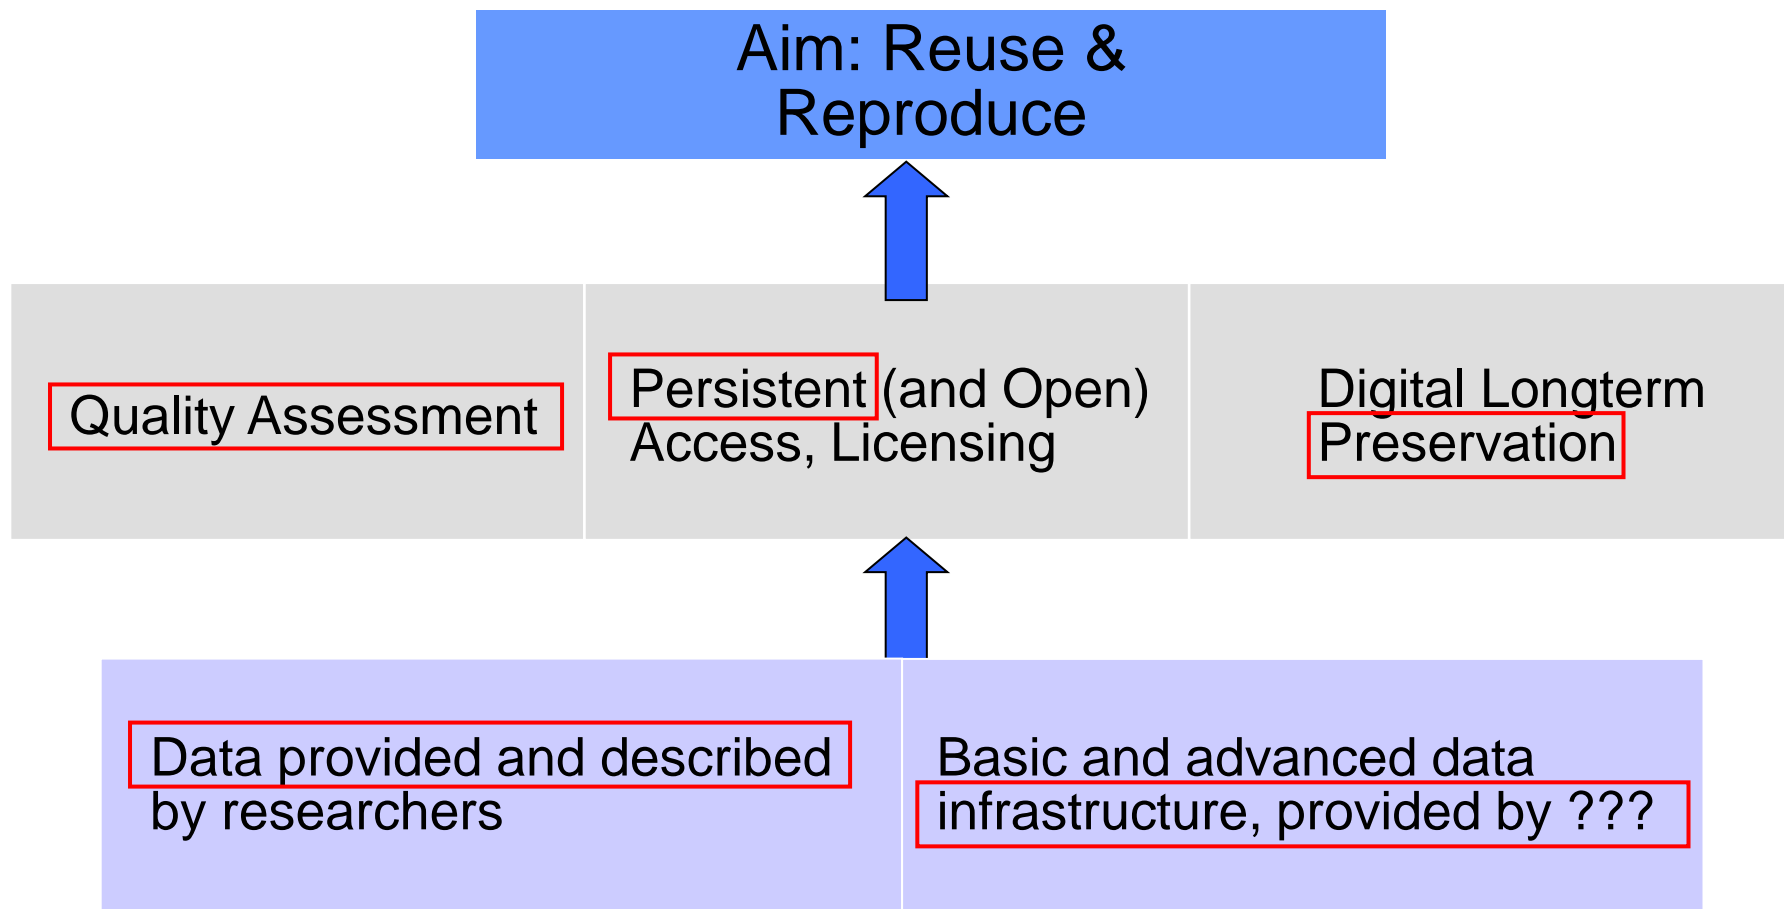 Aim: Reuse &
Reproduce
Quality Assessment
Persistent (and Open)
Access, Licensing
Digital Longterm
Preservation
Data provided and described
by researchers
Basic and advanced data
infrastructure, provided by ???